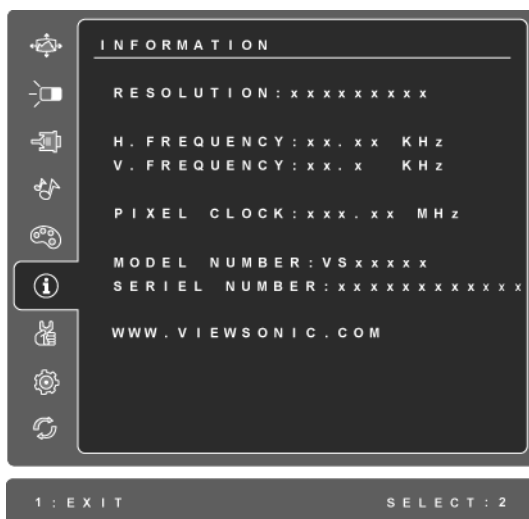 INFORMATION
RESOLUTION:xxxxxxxxx
H. FREQUENCY:xx.xx KHz
V. FREQUENCY:xx.x KHz
PIXEL CLOCK:xxx.xx MHz
MODEL NUMBER:VSxxxxx
SERIEL NUMBER:xxxxxxxxxxxx
WWW.VIEWSONIC.COM
1:EXIT SELECT:2